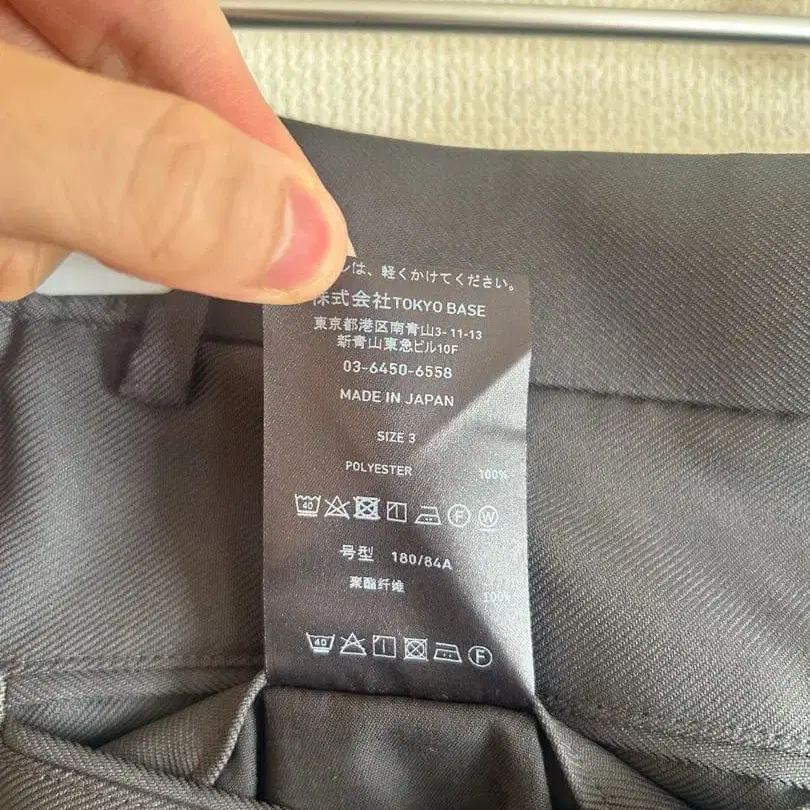 は、軽くかけてください。
株式会社TOKYO BASE
東京都港区南青山3-11-13
新青山東急ビル10F
03-6450-6558
MADE IN JAPAN
SIZE 3
POLYESTER 100%
40 F W
号型 180/84A
聚酯纤维 100%
40 F